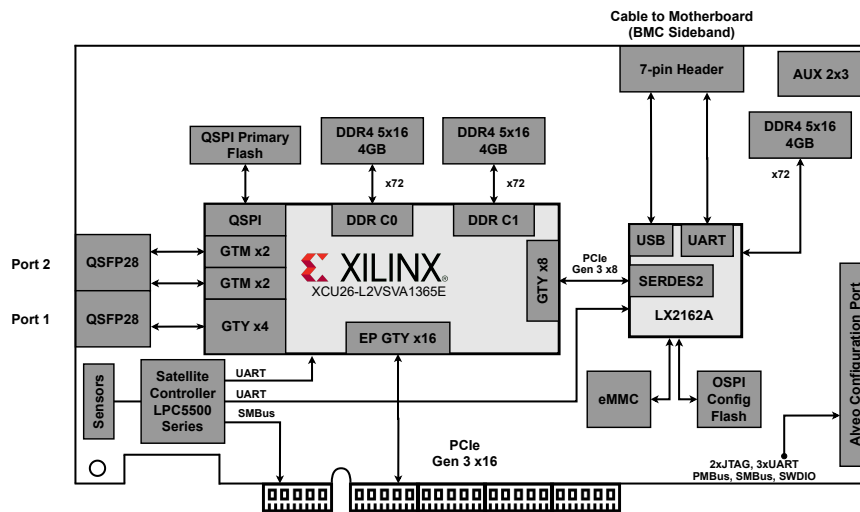 Cable to Motherboard
(BMC Sideband)
7-pin Header
AUX 2x3
QSPI Primary
Flash
DDR4 5x16
4GB
DDR4 5x16
4GB
DDR4 5x16
4GB
x72
x72
x72
QSPI
DDR C0
DDR C1
USB
UART
Port 2
QSFP28
GTM x2
XILINX®
XCU26-L2VSVA1365E
GTY x8
PCIe
Gen 3 x8
SERDES2
LX2162A
GTM x2
Port 1
QSFP28
GTY x4
EP GTY x16
Alveo Configuration Port
Sensors
Satellite
Controller
LPC5500
Series
UART
UART
SMBus
eMMC
OSPI
Config
Flash
PCIe
Gen 3 x16
2xJTAG, 3xUART
PMBus, SMBus, SWDIO